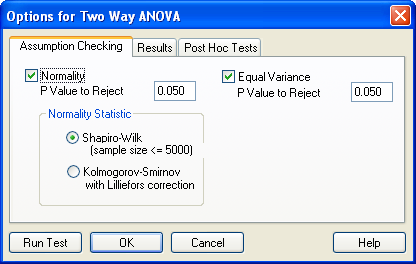 Options for Two Way ANOVA
Assumption Checking
Results
Post Hoc Tests
Normality
P Value to Reject
0.050
Equal Variance
P Value to Reject
0.050
Normality Statistic
Shapiro-Wilk
(sample size <= 5000)
Kolmogorov-Smirnov
with Lilliefors correction
Run Test
OK
Cancel
Help